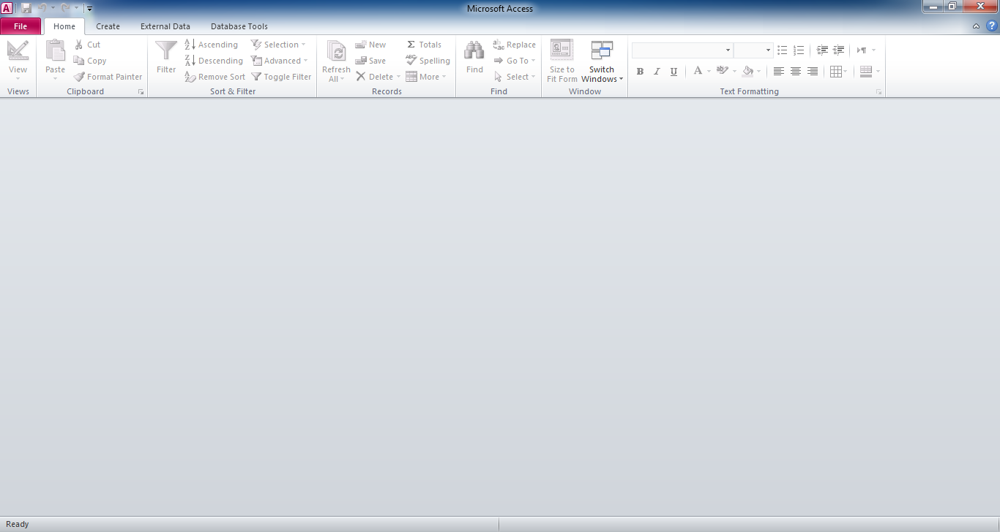 Microsoft Access
File Home Create External Data Database Tools
View
Views
Paste
Cut
Copy
Format Painter
Clipboard
Filter
Ascending
Descending
Remove Sort
Selection
Advanced
Toggle Filter
Sort & Filter
Refresh
All
New
Save
Delete
Totals
Spelling
More
Records
Find
Replace
Go To
Select
Find
Size to
Fit Form
Switch
Windows
Window
B I U A
Text Formatting
Ready